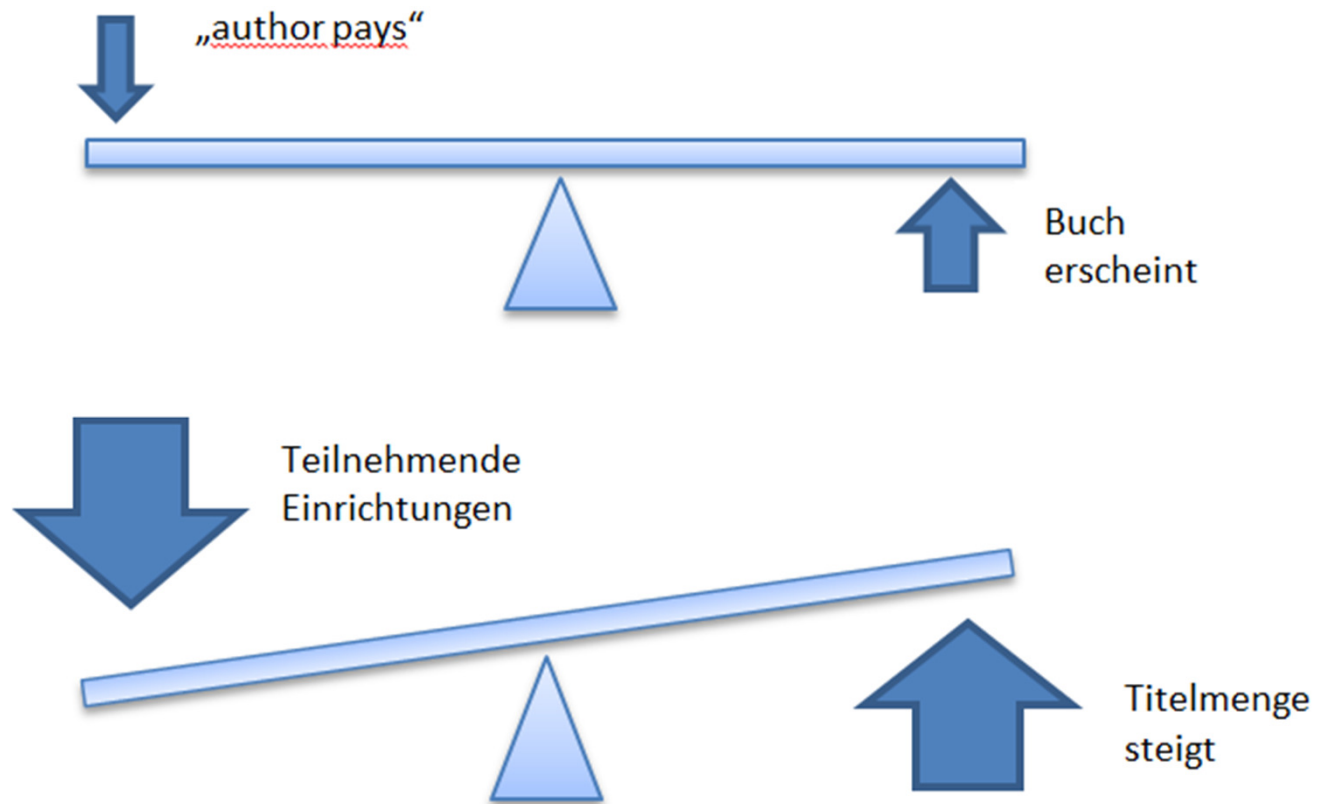 „author pays“
Buch
erscheint
Teilnehmende
Einrichtungen
Titelmenge
steigt